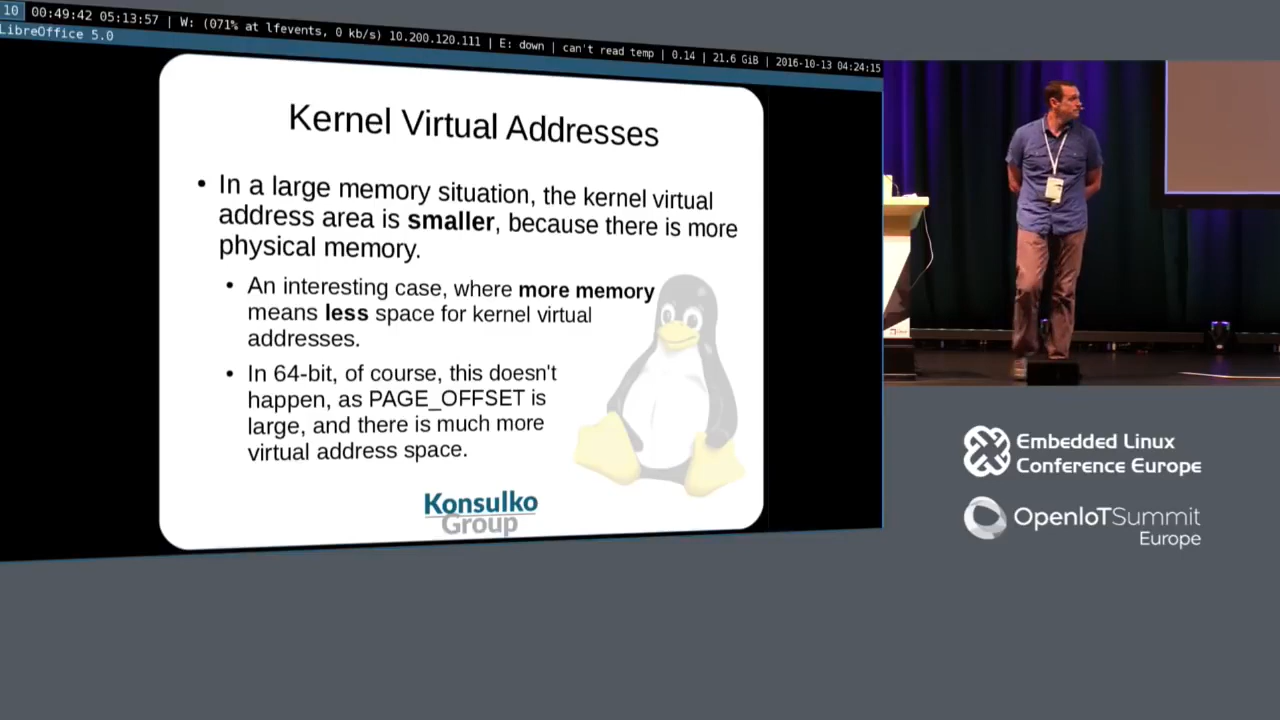 10 00:49:42 05:13:57 | W: (071% at lfevents, 0 kb/s) 10.200.120.111 | E: down | can't read temp | 0.14 | 21.6 GiB | 2016-10-13 04:24:15
LibreOffice 5.0
Kernel Virtual Addresses
• In a large memory situation, the kernel virtual
address area is smaller, because there is more
physical memory.
• An interesting case, where more memory
means less space for kernel virtual
addresses.
• In 64-bit, of course, this doesn't
happen, as PAGE_OFFSET is
large, and there is much more
virtual address space.
Konsulko
Group
Embedded Linux
Conference Europe
OpenIoTSummit
Europe